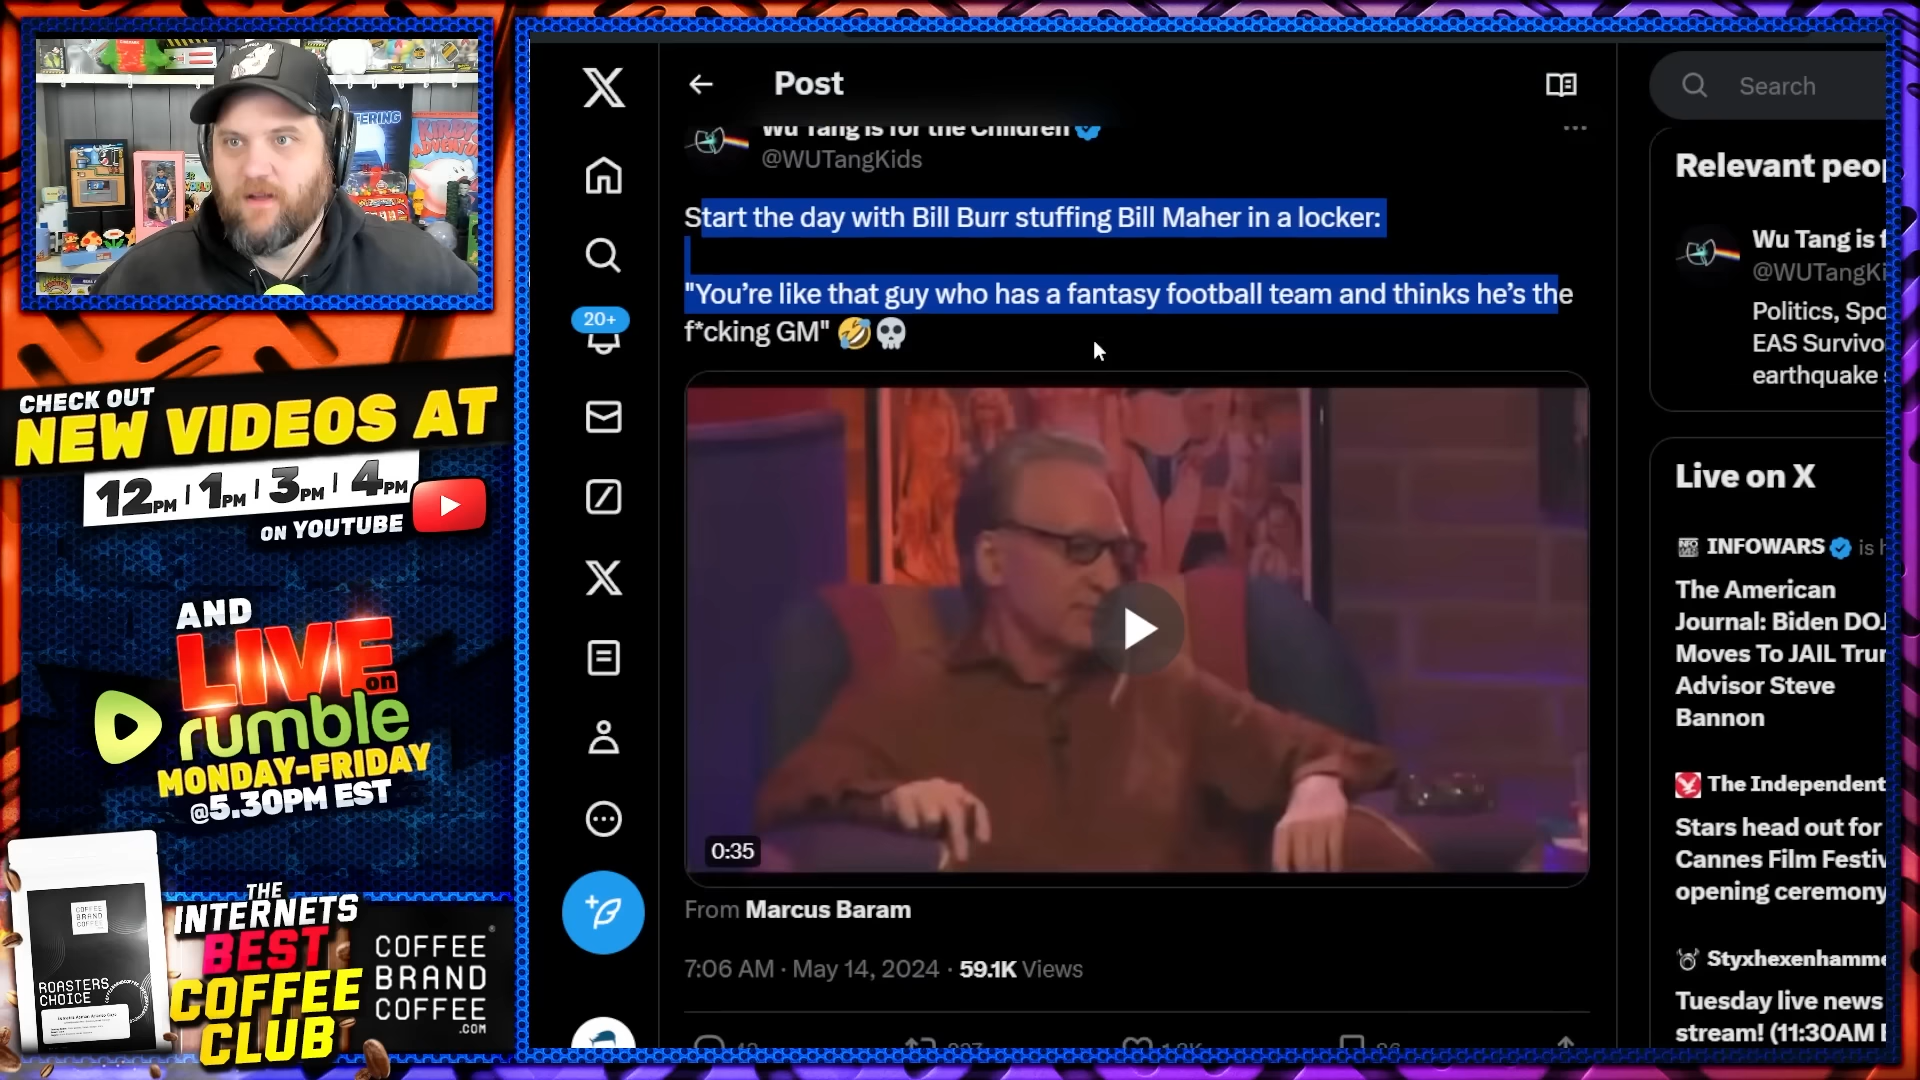 CHECK OUT
NEW VIDEOS AT
12PM | 1PM | 3PM | 4PM
ON YOUTUBE
AND
LIVE
on
rumble
MONDAY-FRIDAY
@5.30PM EST
THE
INTERNETS
BEST
COFFEE
CLUB
COFFEE
BRAND
COFFEE
.COM
COFFEE
BRAND
COFFEE
ROASTERS
CHOICE
KIRBY
ADVENTU
20+
Post
Wu Tang is for the Children
@WUTangKids
Start the day with Bill Burr stuffing Bill Maher in a locker:
"You’re like that guy who has a fantasy football team and thinks he’s the
f*cking GM" 🤣💀
0:35
From Marcus Baram
7:06 AM · May 14, 2024 · 59.1K Views
Search
Relevant peop
Wu Tang is f
@WUTangKi
Politics, Spo
EAS Survivo
earthquake s
Live on X
INFOWARS is h
The American
Journal: Biden DOJ
Moves To JAIL Trum
Advisor Steve
Bannon
The Independent
Stars head out for
Cannes Film Festiv
opening ceremony
Styxhexenhamme
Tuesday live news
stream! (11:30AM E